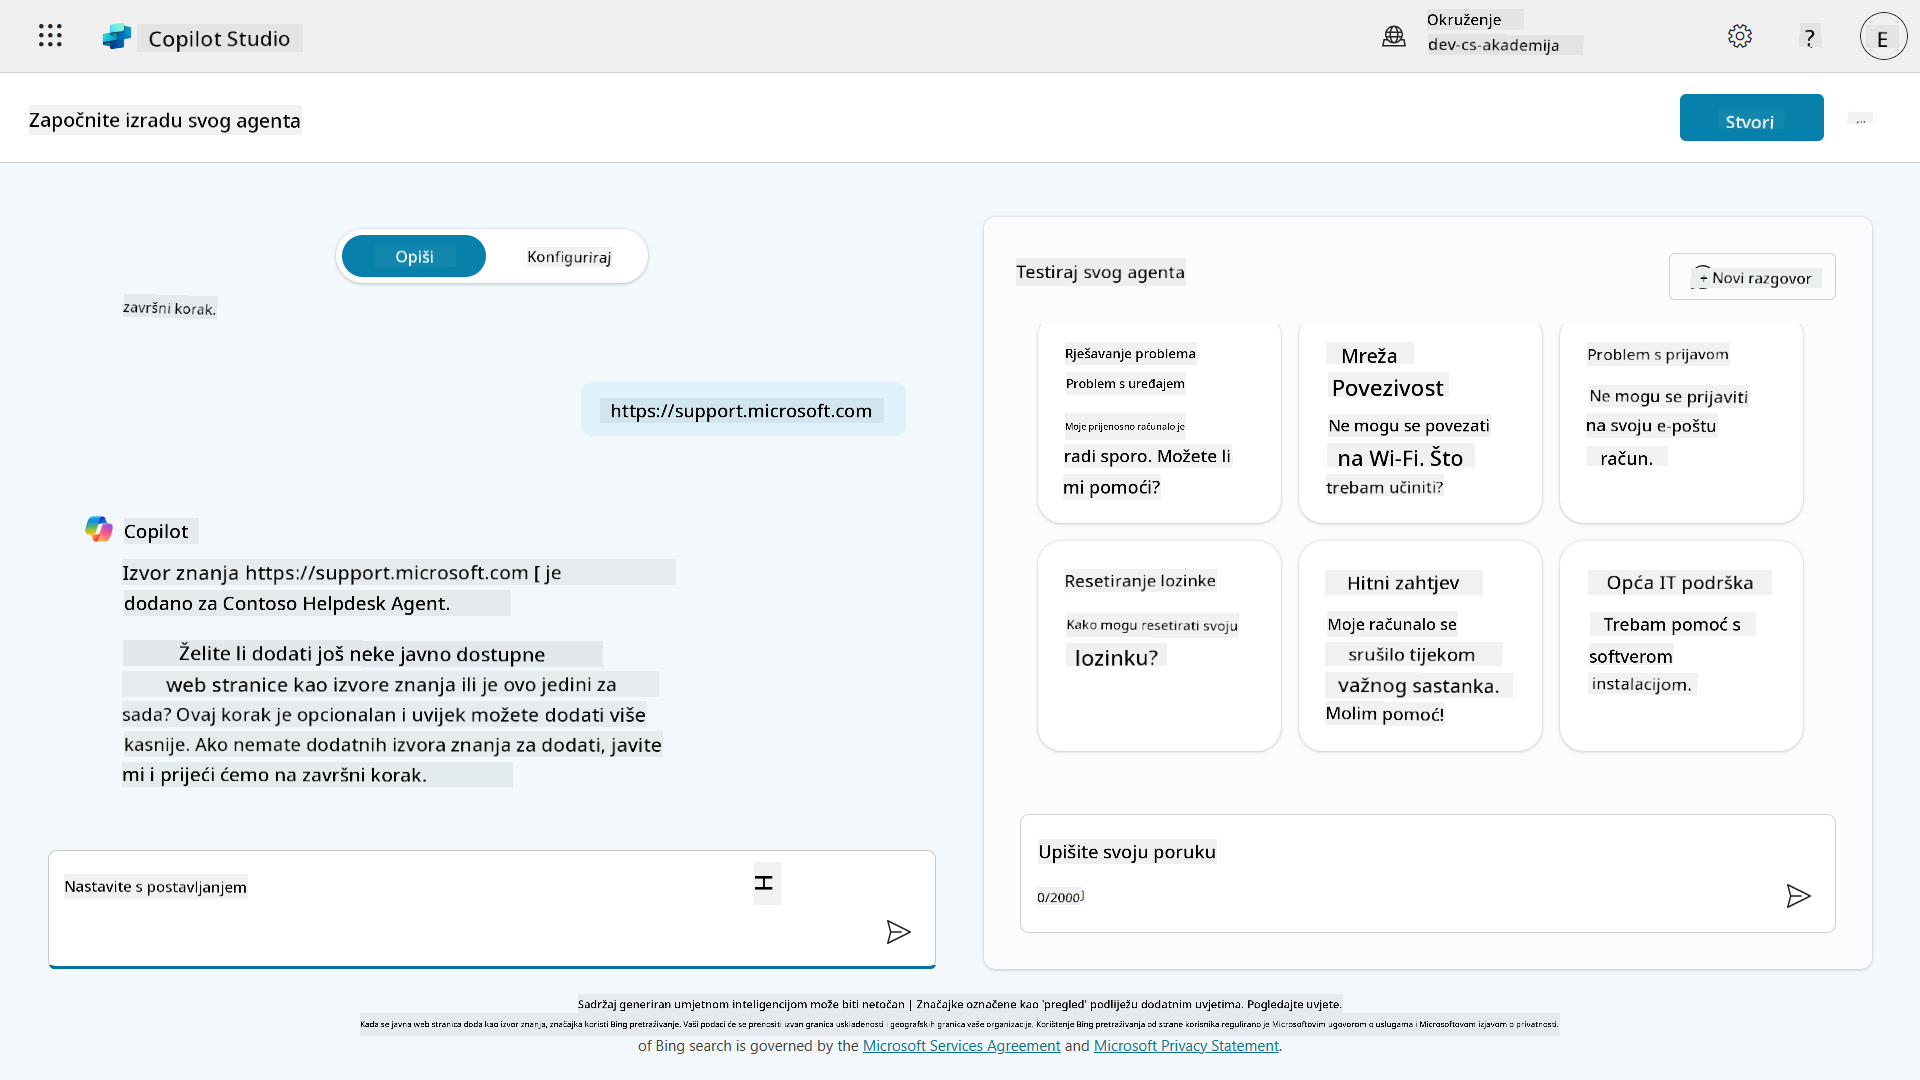 Copilot Studio
Okruženje
dev-cs-akademija
?
E
Započnite izradu svog agenta
Stvori
...
Opiši
Konfiguriraj
završni korak.
https://support.microsoft.com
Copilot
Izvor znanja https://support.microsoft.com [ je
dodano za Contoso Helpdesk Agent.
Želite li dodati još neke javno dostupne
web stranice kao izvore znanja ili je ovo jedini za
sada? Ovaj korak je opcionalan i uvijek možete dodati više
kasnije. Ako nemate dodatnih izvora znanja za dodati, javite
mi i prijeći ćemo na završni korak.
Nastavite s postavljanjem
Testiraj svog agenta
+ Novi razgovor
Rješavanje problema
Problem s uređajem
Moje prijenosno računalo je
radi sporo. Možete li
mi pomoći?
Mreža
Povezivost
Ne mogu se povezati
na Wi-Fi. Što
trebam učiniti?
Problem s prijavom
Ne mogu se prijaviti
na svoju e-poštu
račun.
Resetiranje lozinke
Kako mogu resetirati svoju
lozinku?
Hitni zahtjev
Moje računalo se
srušilo tijekom
važnog sastanka.
Molim pomoć!
Opća IT podrška
Trebam pomoć s
softverom
instalacijom.
Upišite svoju poruku
0/2000
Sadržaj generiran umjetnom inteligencijom može biti netočan | Značajke označene kao 'pregled' podliježu dodatnim uvjetima. Pogledajte uvjete.
Kada se javna web stranica doda kao izvor znanja, značajka koristi Bing pretraživanje. Vaši podaci će se prenositi izvan granica usklađenosti i geografskih granica vaše organizacije. Korištenje Bing pretraživanja od strane korisnika regulirano je Microsoftovim ugovorom o uslugama i Microsoftovom izjavom o privatnosti.
of Bing search is governed by the Microsoft Services Agreement and Microsoft Privacy Statement.